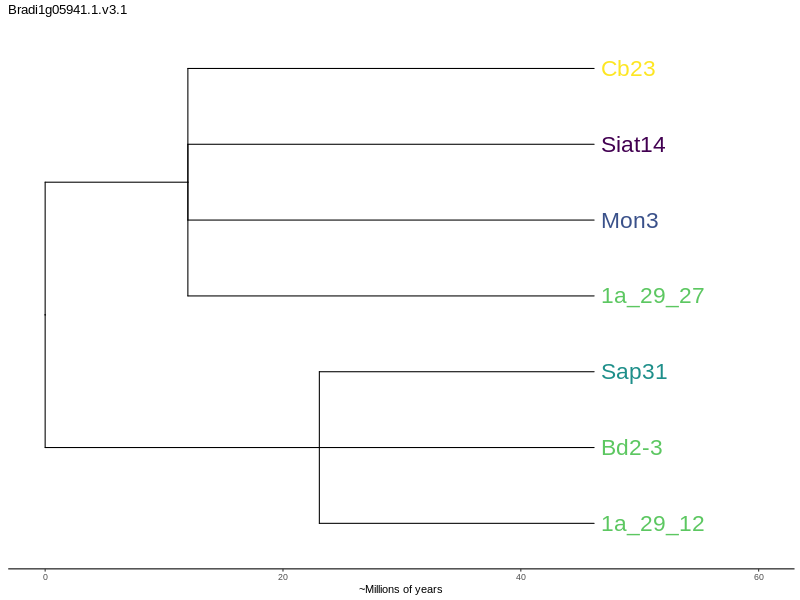 Bradi1g05941.1.v3.1
Cb23
Siat14
Mon3
1a_29_27
Sap31
Bd2-3
1a_29_12
0 20 40 60
~Millions of years